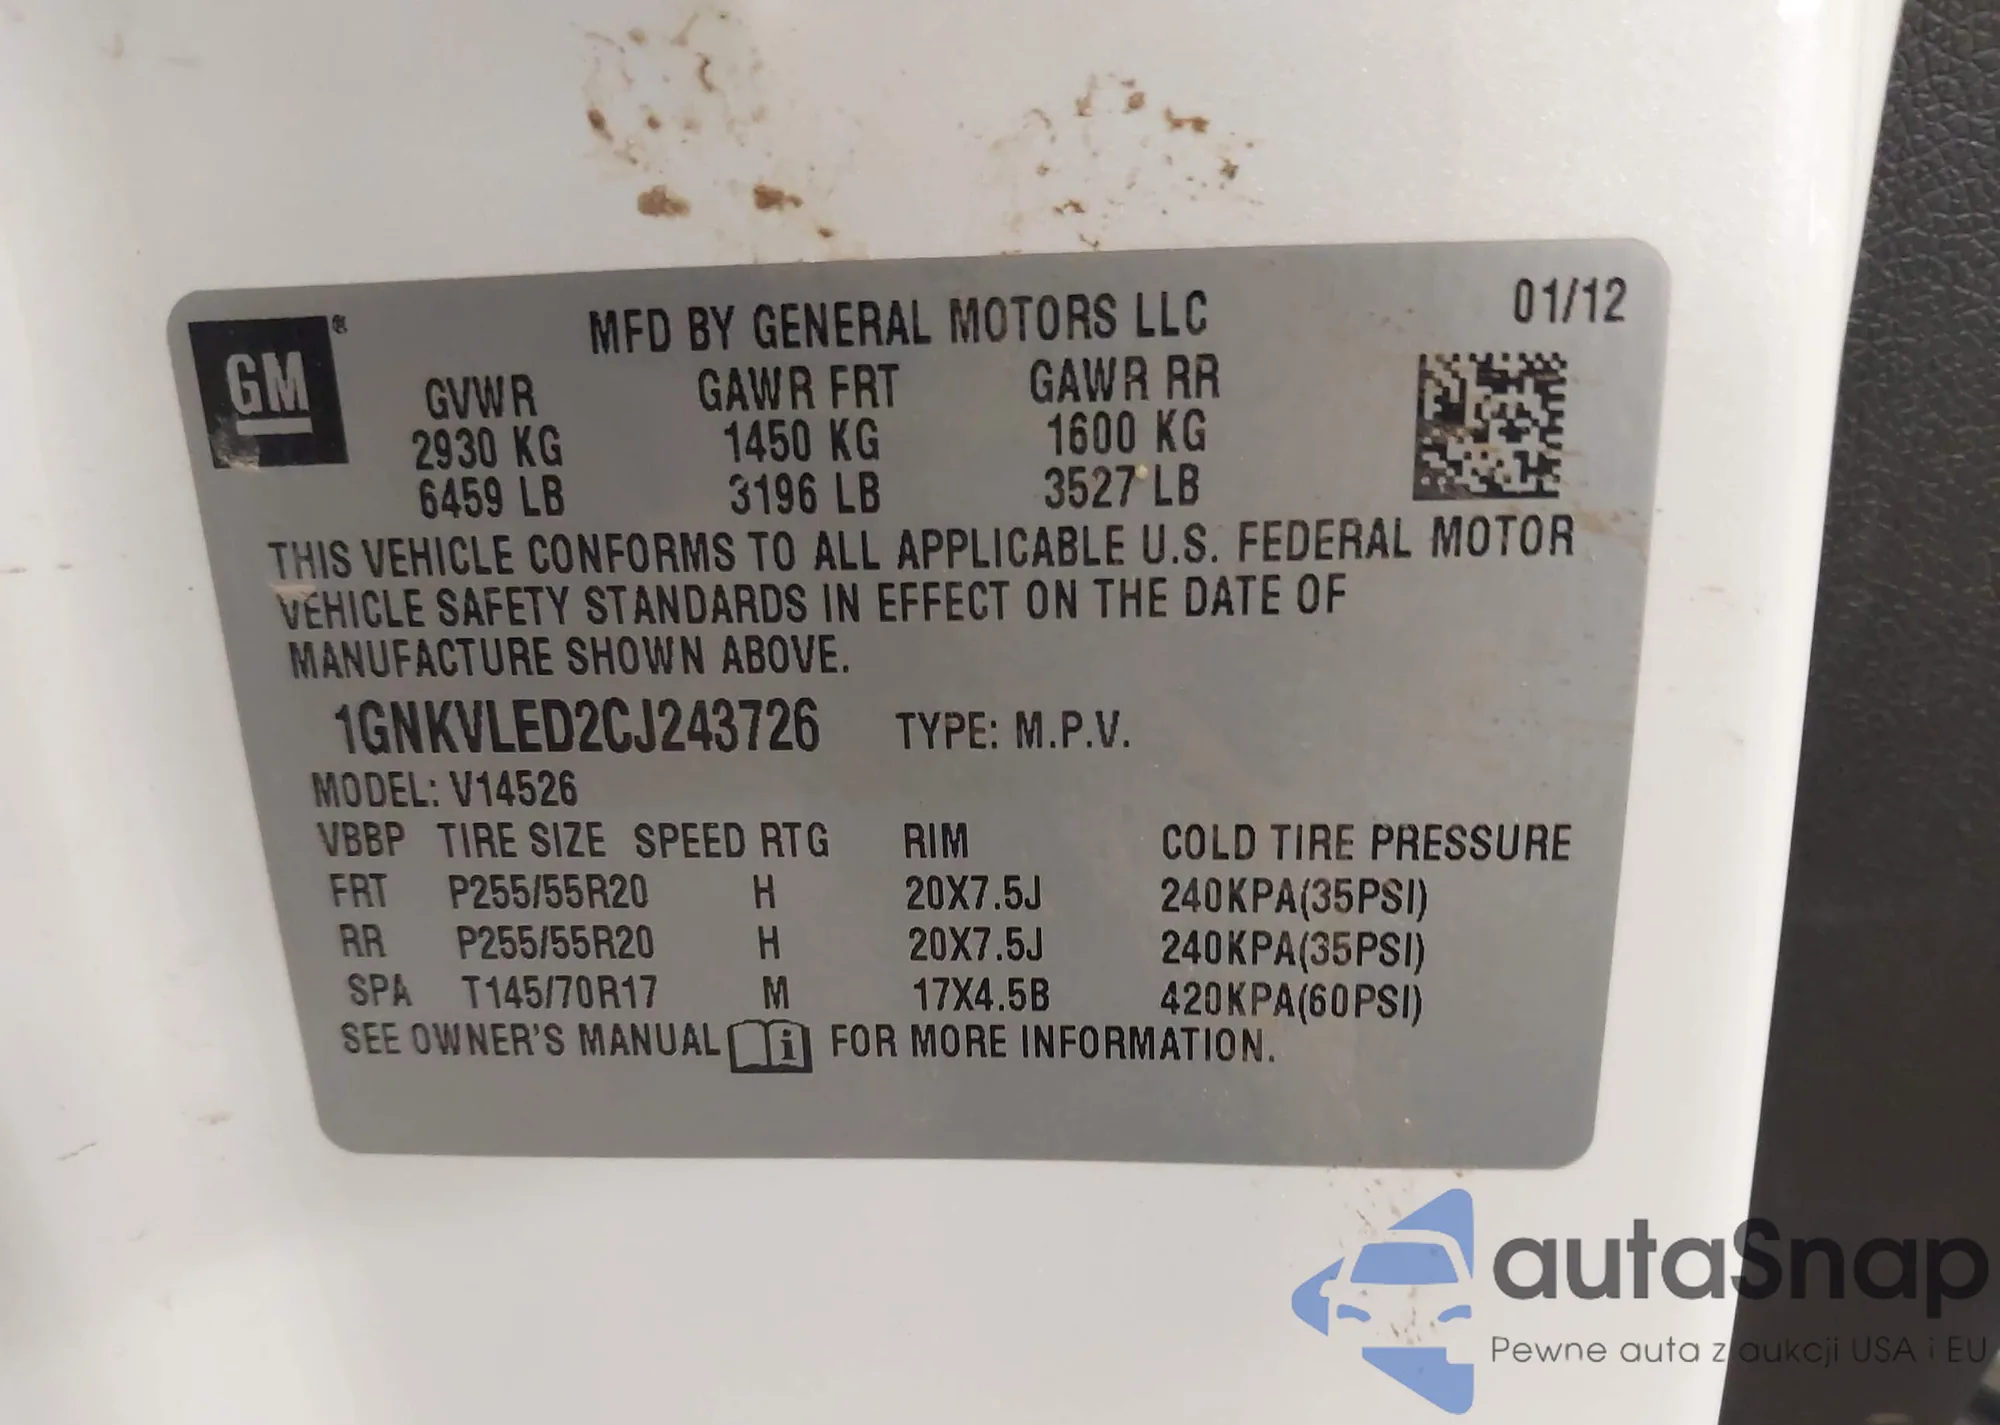 GM®
MFD BY GENERAL MOTORS LLC 01/12
GVWR GAWR FRT GAWR RR
2930 KG 1450 KG 1600 KG
6459 LB 3196 LB 3527 LB
THIS VEHICLE CONFORMS TO ALL APPLICABLE U.S. FEDERAL MOTOR
VEHICLE SAFETY STANDARDS IN EFFECT ON THE DATE OF
MANUFACTURE SHOWN ABOVE.
1GNKVLED2CJ243726 TYPE: M.P.V.
MODEL: V14526
VBBP TIRE SIZE SPEED RTG RIM COLD TIRE PRESSURE
FRT P255/55R20 H 20X7.5J 240KPA(35PSI)
RR P255/55R20 H 20X7.5J 240KPA(35PSI)
SPA T145/70R17 M 17X4.5B 420KPA(60PSI)
SEE OWNER'S MANUAL i FOR MORE INFORMATION.
autaSnap
Pewne auta z aukcji USA i EU